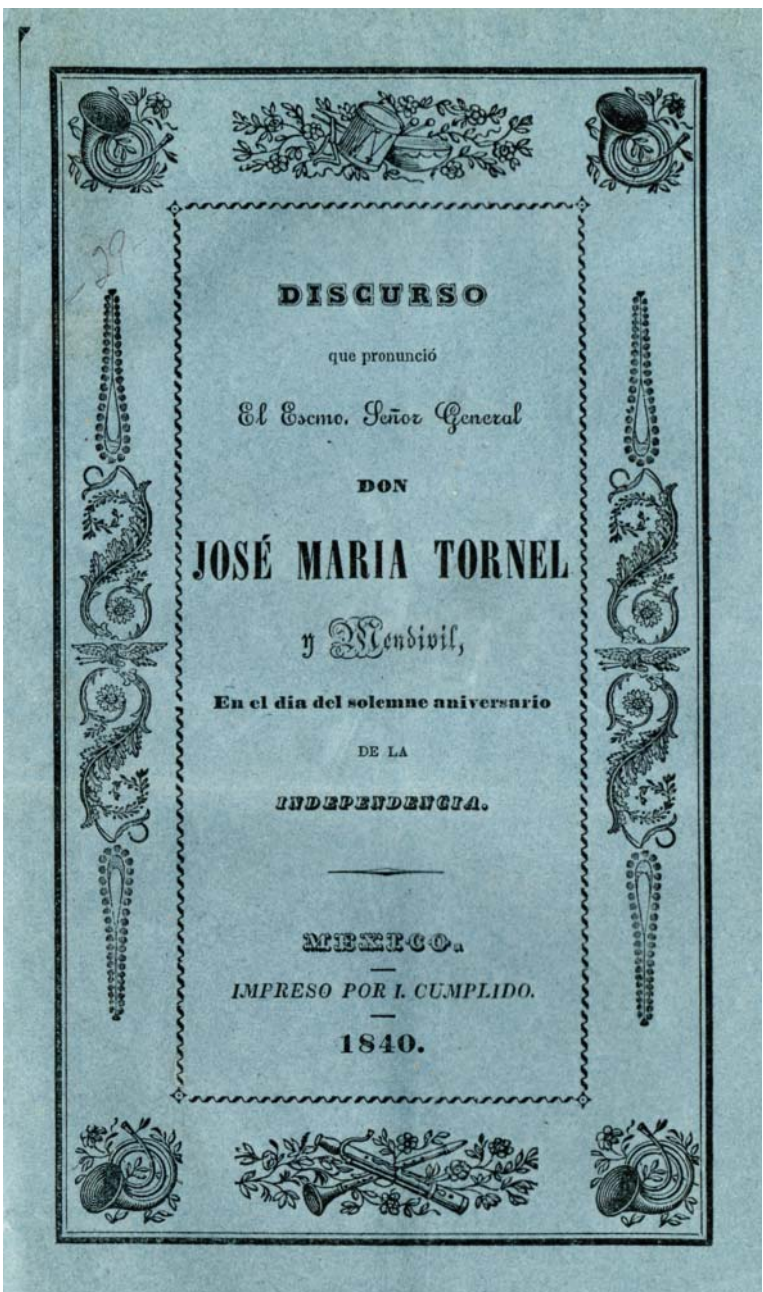 29
DISCURSO
que pronunció
El Escmo. Señor General
DON
JOSÉ MARIA TORNEL
y Mendivil,
En el dia del solemne aniversario
DE LA
INDEPENDENCIA.
MEXICO.
IMPRESO POR I. CUMPLIDO.
1840.